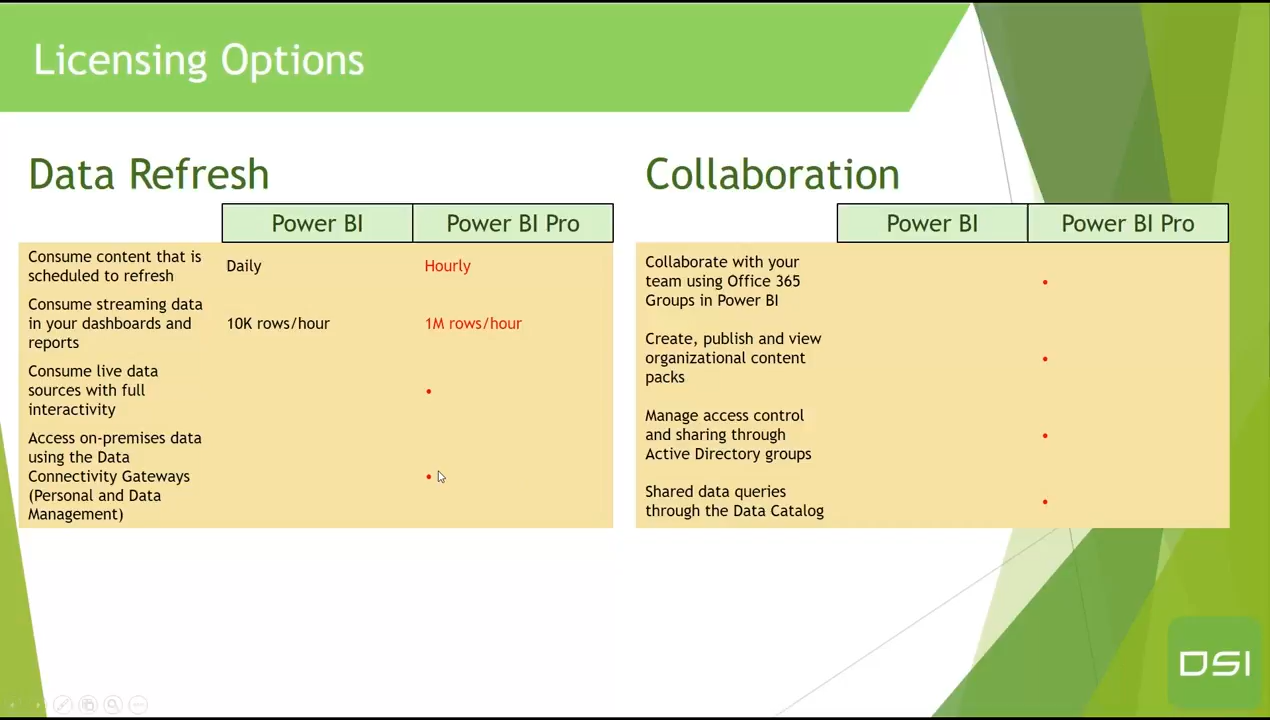 Licensing Options
Data Refresh
Power BI
Power BI Pro
Consume content that is
scheduled to refresh
Daily
Hourly
Consume streaming data
in your dashboards and
reports
10K rows/hour
1M rows/hour
Consume live data
sources with full
interactivity
•
Access on-premises data
using the Data
Connectivity Gateways
(Personal and Data
Management)
•
Collaboration
Power BI
Power BI Pro
Collaborate with your
team using Office 365
Groups in Power BI
•
Create, publish and view
organizational content
packs
•
Manage access control
and sharing through
Active Directory groups
•
Shared data queries
through the Data Catalog
•
DSI